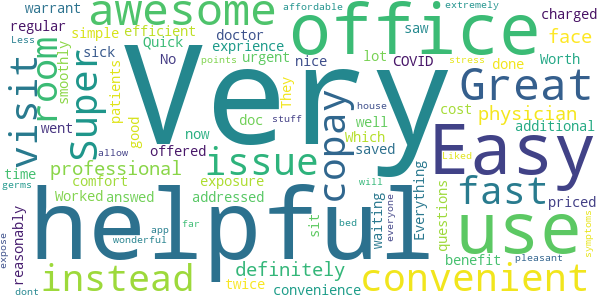 warrant
awesome
office
affordable
extremely
Less
regular
simple
efficient
doctor
saw
charged
room
smoothly
Quick
exprience
lot
face
super
sick
No
urgent
nice
COVID
done
Worth
visit
patients
Very
They
points
stress
Great
went
good
now
doc
well
cost
physician
house
stuff
Which
additional
allow
offered
copay
saved
Easy
time
professional
issue
Liked
germs
comfort
exposure
will
fast
Worked
answed
addressed
waiting
Everything
questions
priced
reasonably
helpful
sit
everyone
use
app
far
bed
wonderful
symptoms
expose
definitely
benefit
pleasant
instead
twice
convenient
dont
convenience